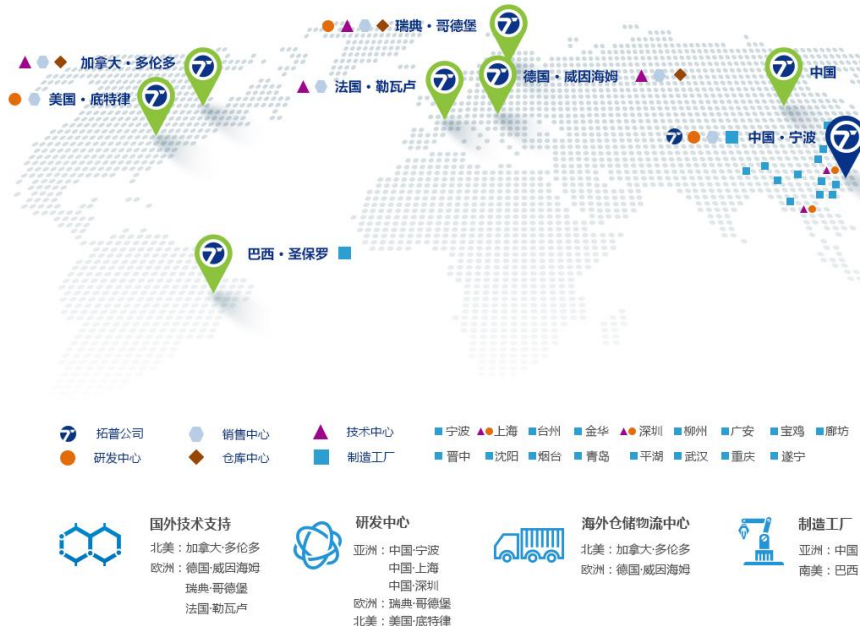 瑞典·哥德堡
加拿大·多伦多
法国·勒瓦卢
德国·威因海姆
中国
美国·底特律
中国·宁波
巴西·圣保罗
拓普公司 销售中心 技术中心
研发中心 仓库中心 制造工厂
宁波 上海 台州 金华 深圳 柳州 广安 宝鸡 廊坊
晋中 沈阳 烟台 青岛 平湖 武汉 重庆 遂宁
国外技术支持
北美：加拿大·多伦多
欧洲：德国·威因海姆
瑞典·哥德堡
法国·勒瓦卢
研发中心
亚洲：中国·宁波
中国·上海
中国·深圳
欧洲：瑞典·哥德堡
北美：美国·底特律
海外仓储物流中心
北美：加拿大·多伦多
欧洲：德国·威因海姆
制造工厂
亚洲：中国
南美：巴西